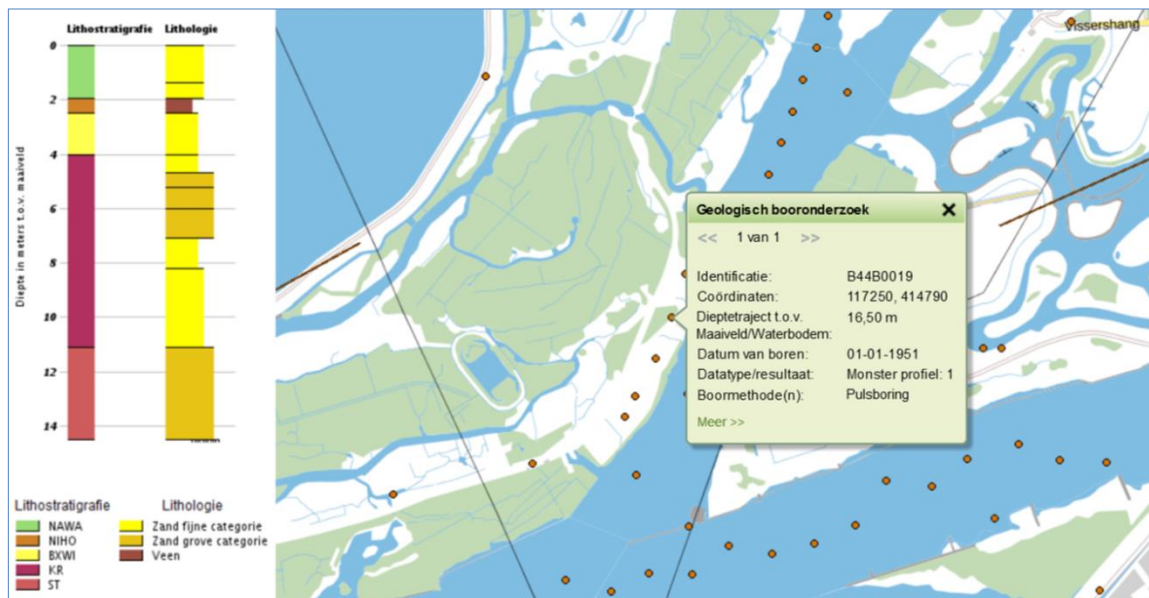 Lithostratigrafie Lithologie
0
2
4
6
8
10
12
14
Diepte in meters t.o.v. maaiveld
Lithostratigrafie
NAWA
NIHO
BXWI
KR
ST
Lithologie
Zand fijne categorie
Zand grove categorie
Veen
Vissershang
Geologisch booronderzoek
<< 1 van 1 >>
Identificatie: B44B0019
Coördinaten: 117250, 414790
Dieptetraject t.o.v. 16,50 m
Maaiveld/Waterbodem:
Datum van boren: 01-01-1951
Datatype/resultaat: Monster profiel: 1
Boormethode(n): Pulsboring
Meer >>